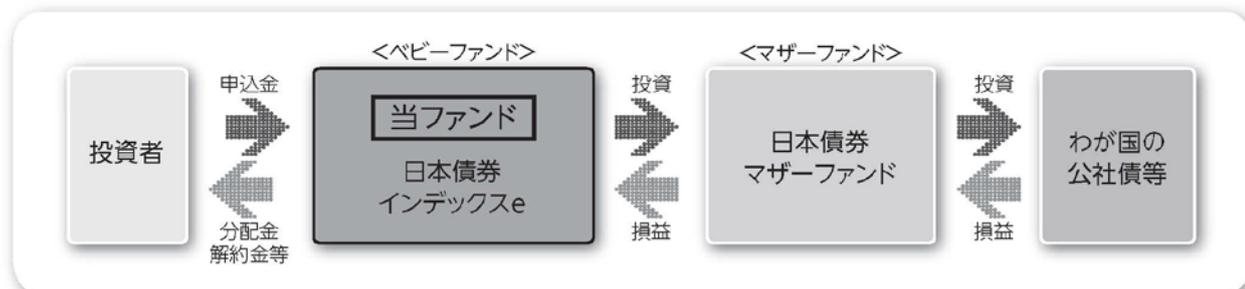 <ベビーファンド>
<マザーファンド>
投資者
申込金
分配金
解約金等
当ファンド
日本債券
インデックスe
投資
損益
日本債券
マザーファンド
投資
損益
わが国の
公社債等